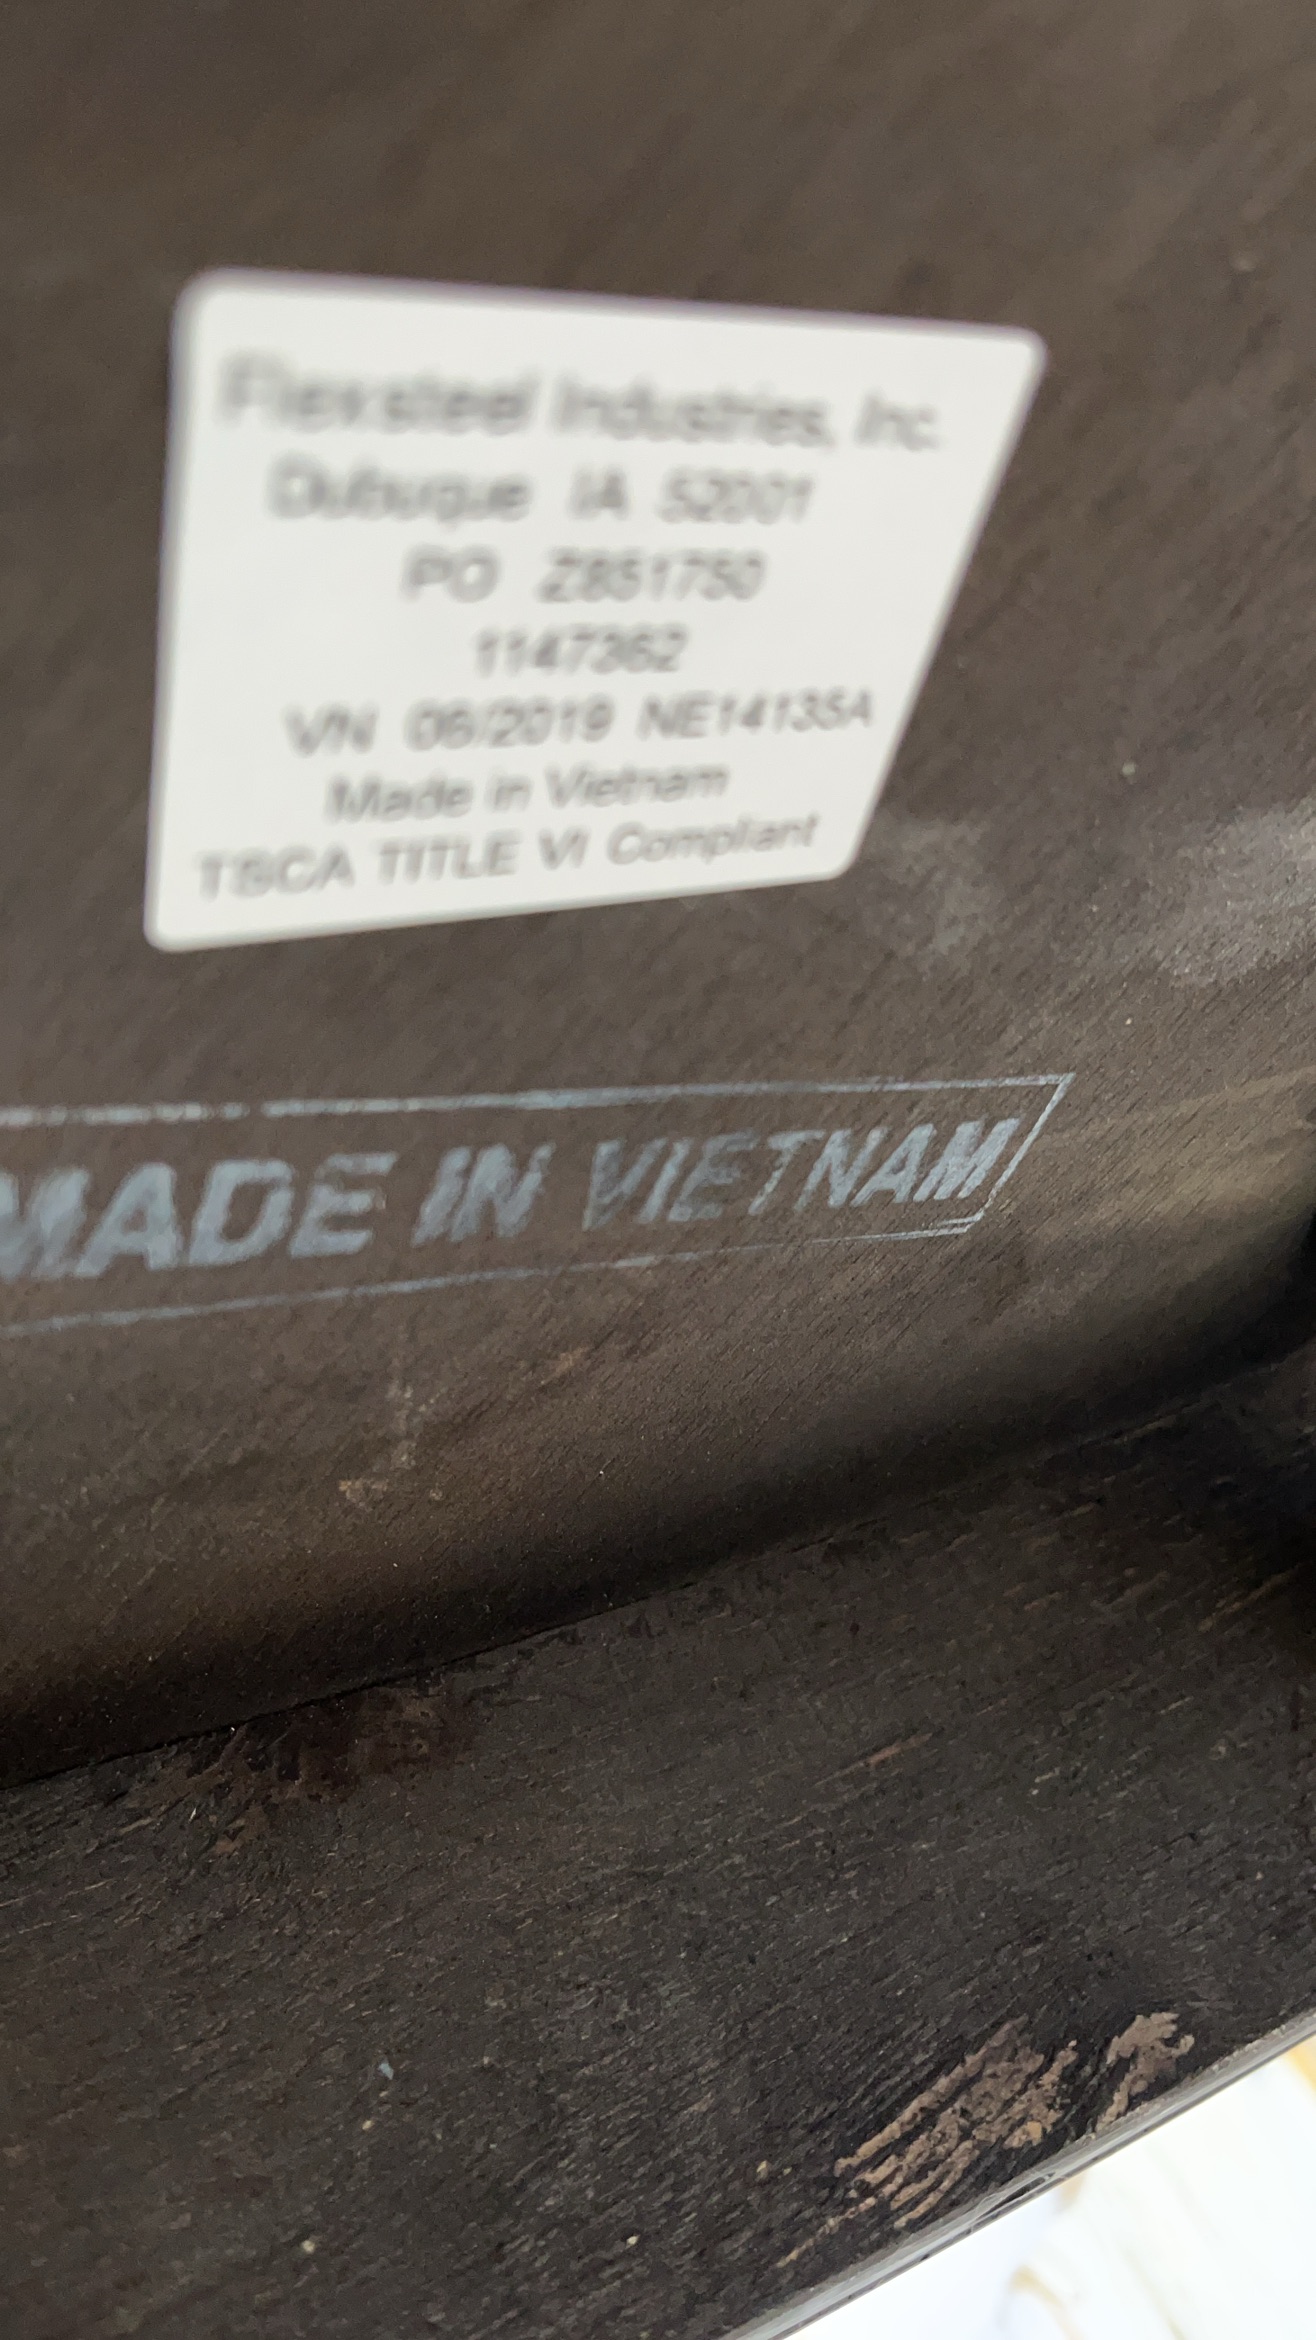 Flexsteel Industries, Inc.
Dubuque IA 52001
PO Z851750
1147362
VN 06/2019 NE14135A
Made in Vietnam
TSCA TITLE VI Compliant
MADE IN VIETNAM